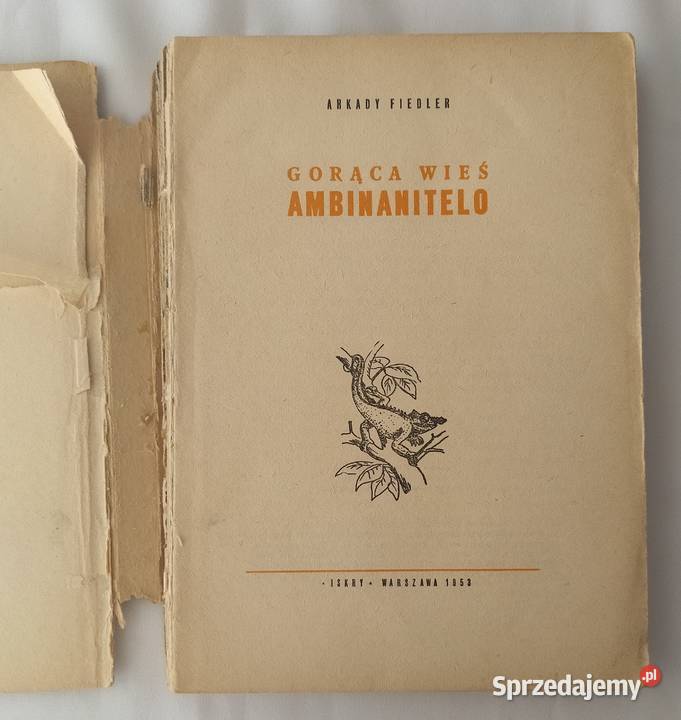 ARKADY FIEDLER
GORĄCA WIEŚ
AMBINANITELO
• ISKRY • WARSZAWA 1953
Sprzedajemy.pl